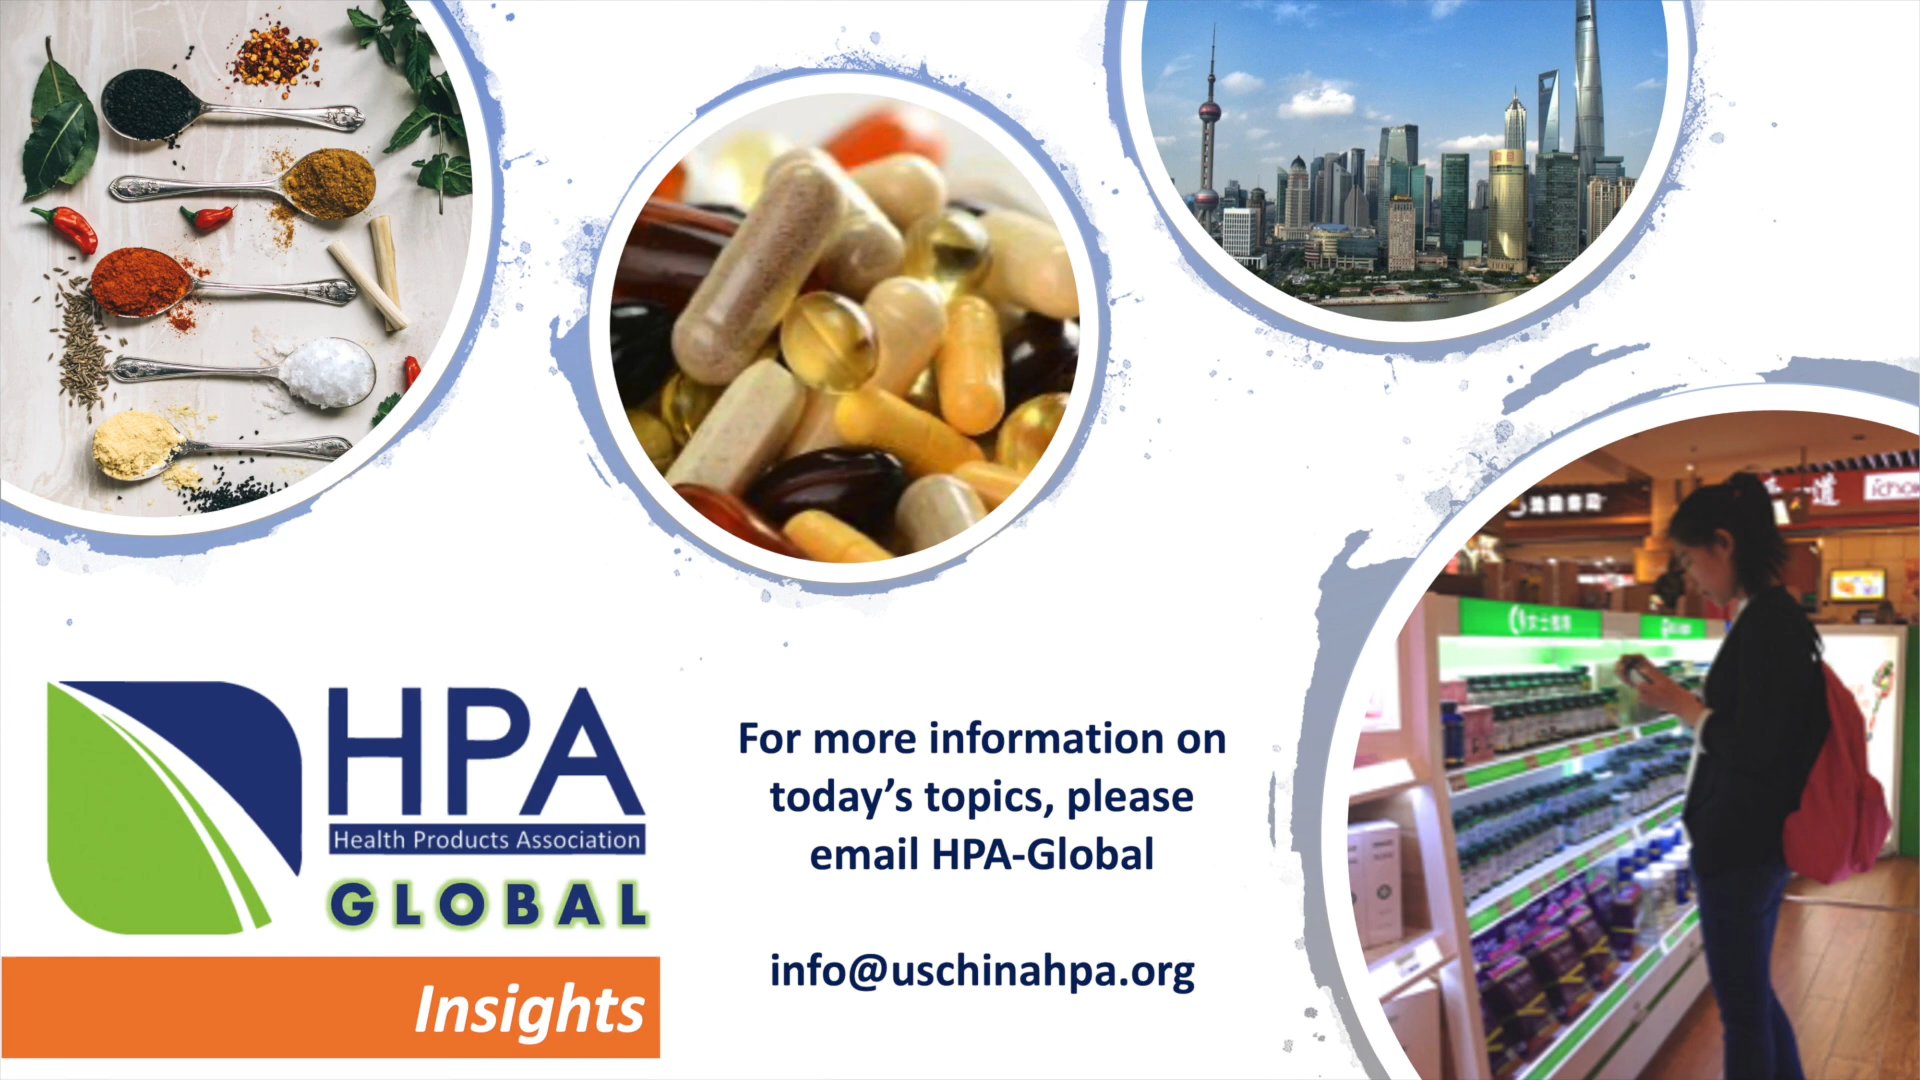 HPA
Health Products Association
GLOBAL
Insights
For more information on
today's topics, please
email HPA-Global
info@uschinahpa.org